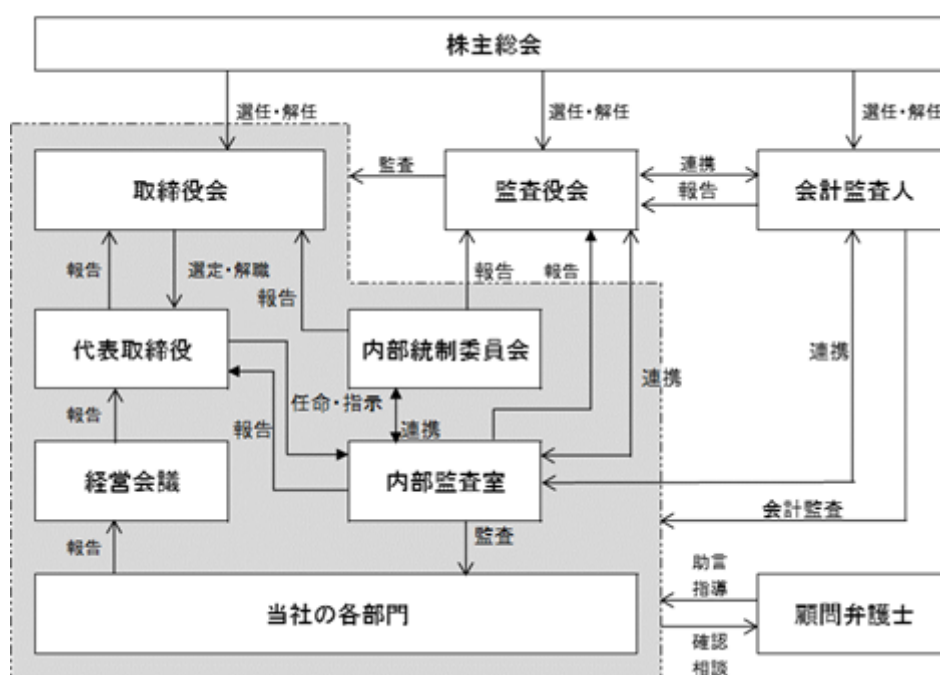 株主総会
選任・解任
選任・解任
選任・解任
取締役会
監査
監査役会
連携
報告
会計監査人
報告
選定・解職
報告
報告
報告
代表取締役
内部統制委員会
連携
連携
任命・指示
報告
報告
連携
経営会議
内部監査室
会計監査
報告
監査
助言
指導
当社の各部門
顧問弁護士
確認
相談